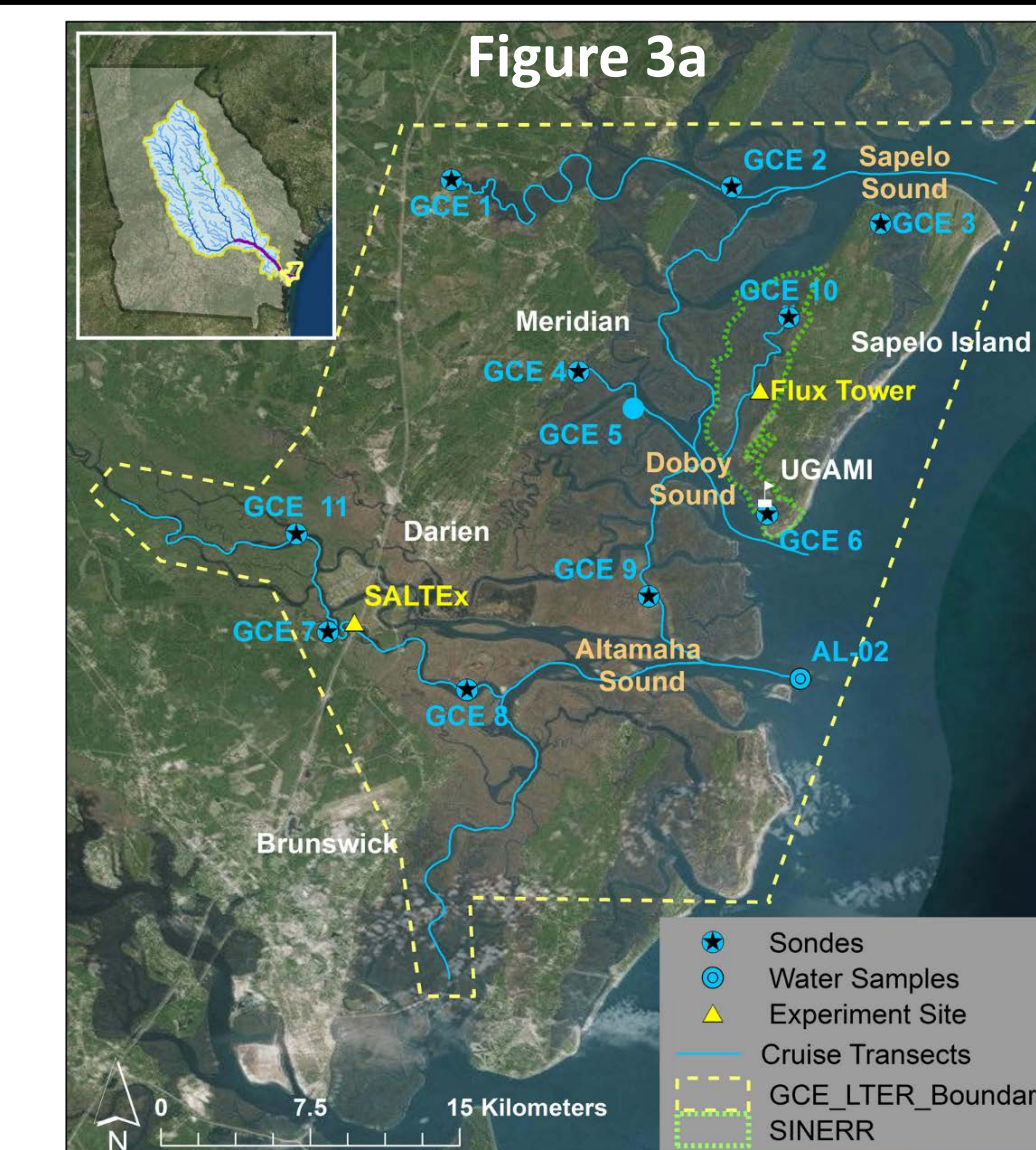 Figure 3a
GCE 2
Sapelo
Sound
GCE 1
GCE 3
GCE 10
Meridian
Sapelo Island
GCE 4
Flux Tower
GCE 5
Doboy
Sound
UGAMI
GCE 11
Darien
GCE 6
GCE 9
SALTEx
GCE 7
Altamaha
Sound
AL-02
GCE 8
Brunswick
Sondes
Water Samples
Experiment Site
Cruise Transects
GCE_LTER_Boundar
SINERR
0 7.5 15 Kilometers
N